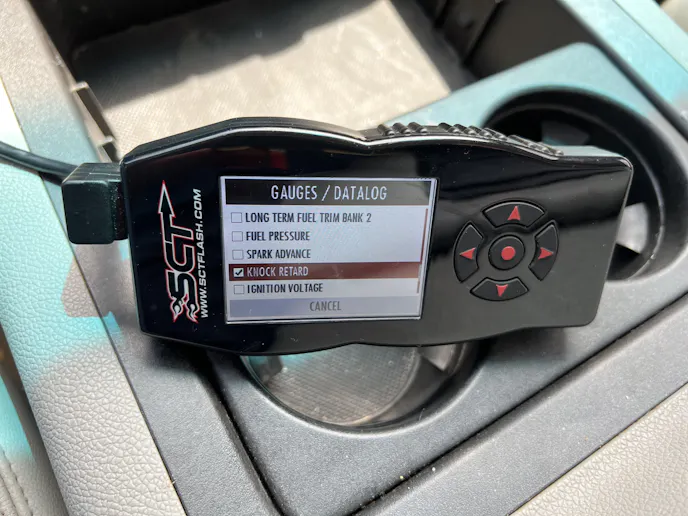 SCT
WWW.SCTFLASH.COM
GAUGES / DATALOG
LONG TERM FUEL TRIM BANK 2
FUEL PRESSURE
SPARK ADVANCE
KNOCK RETARD
IGNITION VOLTAGE
CANCEL